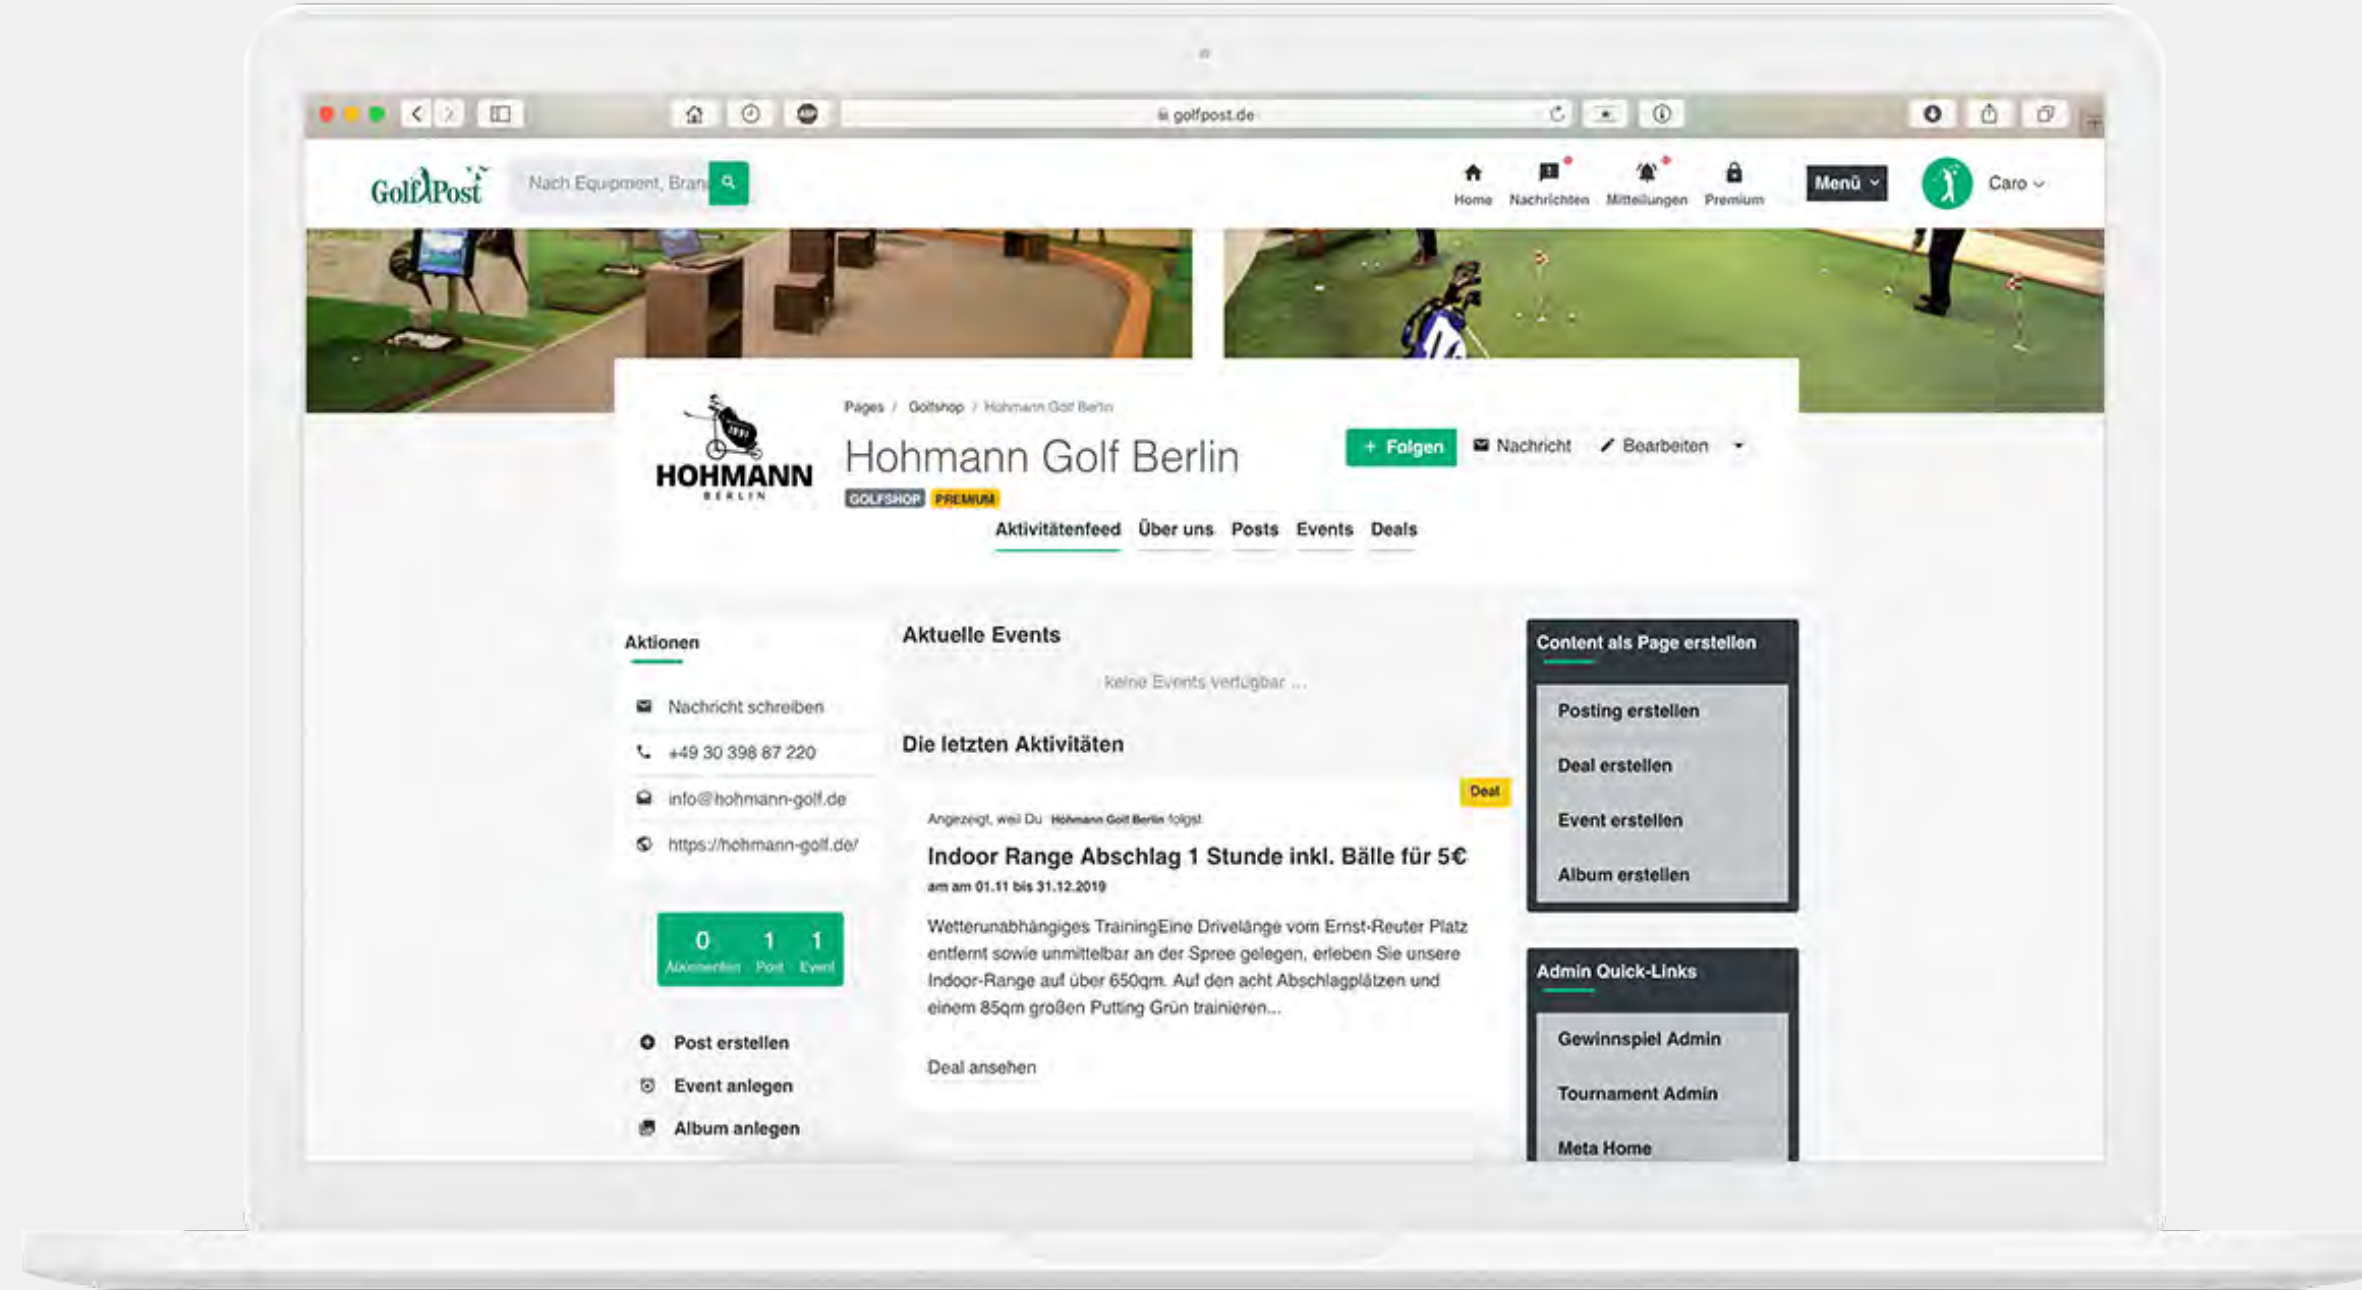 golfpost.de
Golf Post
Nach Equipment, Bran
Home
Nachrichten
Mitteilungen
Premium
Menü
Caro
HOHMANN
BERLIN
Pages / Golfshop / Hohmann Golf Berlin
Hohmann Golf Berlin
GOLFSHOP PREMIUM
+ Folgen
Nachricht
Bearbeiten
Aktivitätenfeed Über uns Posts Events Deals
Aktionen
Nachricht schreiben
+49 30 398 87 220
info@hohmann-golf.de
https://hohmann-golf.de/
0 1 1
Abonnenten Post Event
Post erstellen
Event anlegen
Album anlegen
Aktuelle Events
keine Events verfügbar ...
Die letzten Aktivitäten
Deal
Angezeigt, weil Du Hohmann Golf Berlin folgst
Indoor Range Abschlag 1 Stunde inkl. Bälle für 5€
am am 01.11 bis 31.12.2019
Wetterunabhängiges TrainingEine Drivelänge vom Ernst-Reuter Platz
entfernt sowie unmittelbar an der Spree gelegen, erleben Sie unsere
Indoor-Range auf über 650qm. Auf den acht Abschlagplätzen und
einem 85qm großen Putting Grün trainieren...
Deal ansehen
Content als Page erstellen
Posting erstellen
Deal erstellen
Event erstellen
Album erstellen
Admin Quick-Links
Gewinnspiel Admin
Tournament Admin
Meta Home